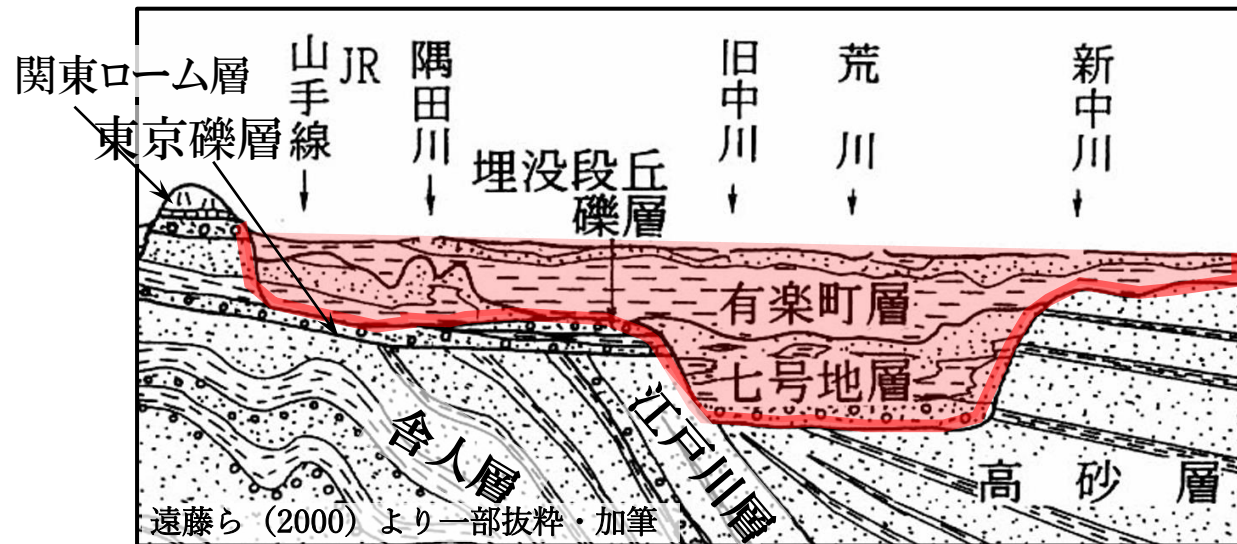 関東ローム層
東京礫層
山手線
JR
隅田川
埋没段丘
礫層
旧中川
荒川
新中川
有楽町層
七号地層
舎人層
江戸川層
高砂層
遠藤ら（2000）より一部抜粋・加筆